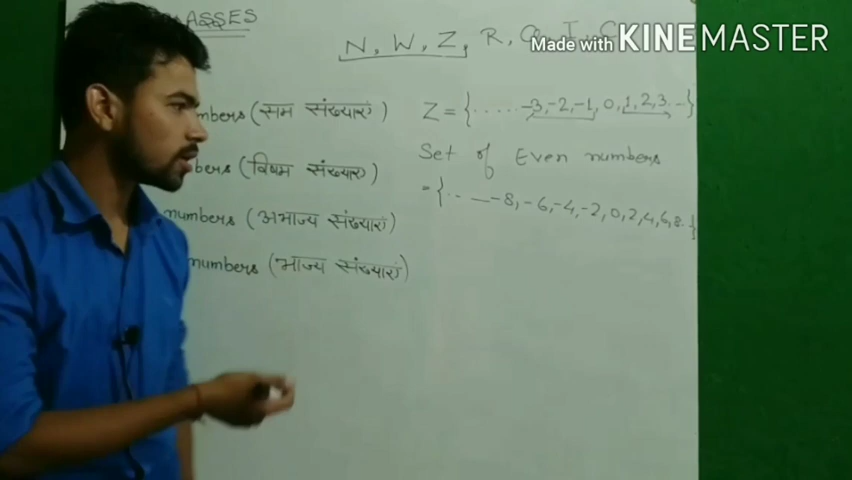 ASSES
N, W, Z, R, Q, I, C
Made with KINEMASTER
mbers (सम संख्याएं)
Z = {. . . . . -3, -2, -1, 0, 1, 2, 3. ..}
Set of Even numbers
bers (विषम संख्याएं)
= {.. __ -8, -6, -4, -2, 0, 2, 4, 6, 8. .}
numbers (अभाज्य संख्याएं)
numbers (भाज्य संख्याएं)